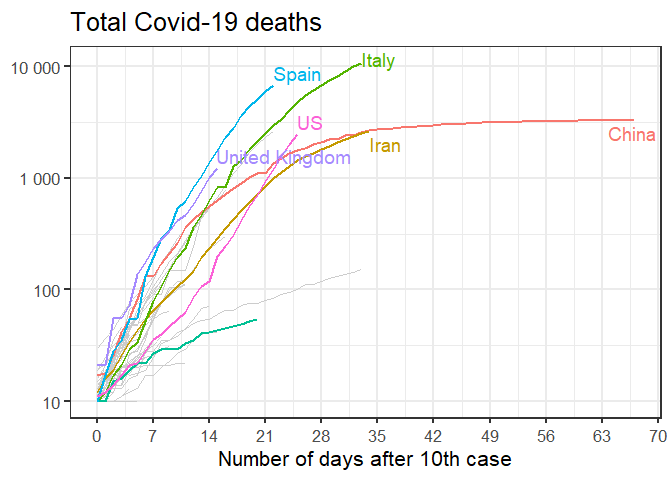 Total Covid-19 deaths
10 000
1 000
100
10
Spain
Italy
US
China
Iran
United Kingdom
0 7 14 21 28 35 42 49 56 63 70
Number of days after 10th case